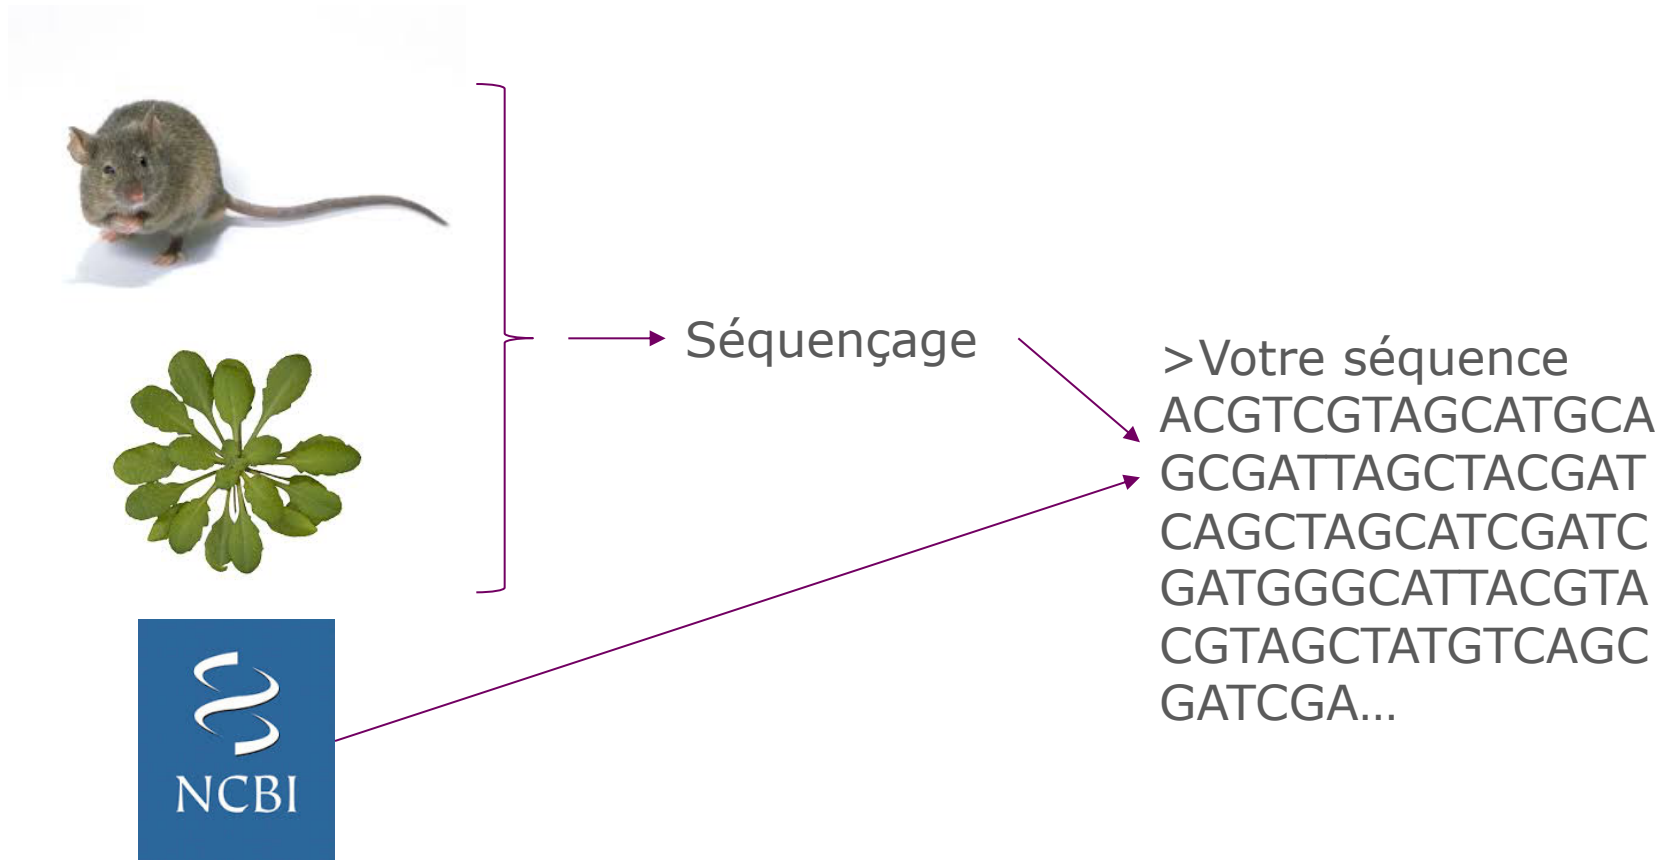 Séquençage
>Votre séquence
ACGTCGTAGCATGCA
GCGATTAGCTACGAT
CAGCTAGCATCGATC
GATGGGCATTACGTA
CGTAGCTATGTCAGC
GATCGA...
NCBI